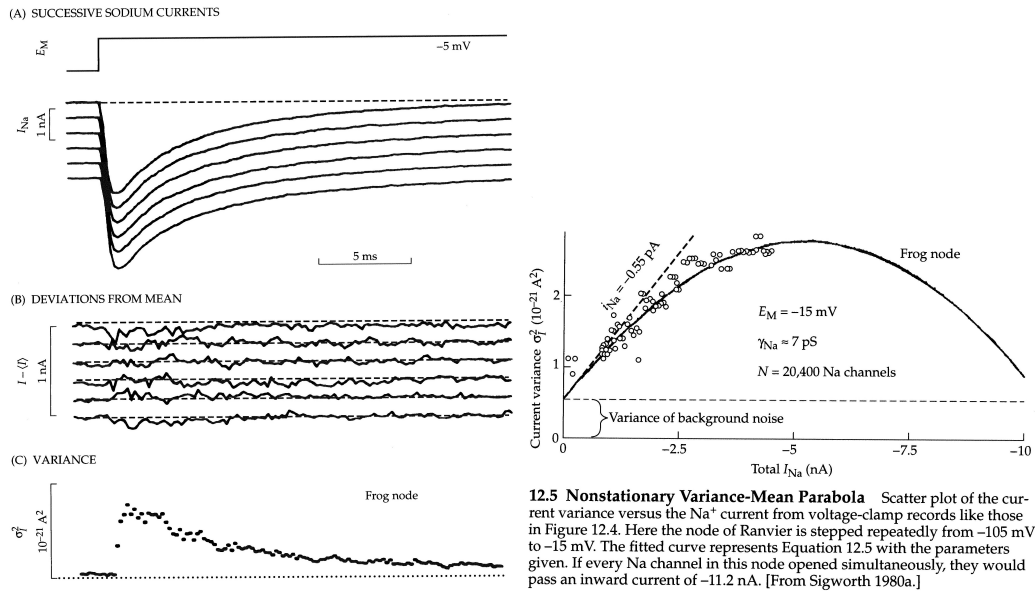 (A) SUCCESSIVE SODIUM CURRENTS
E_M
–5 mV
I_Na
1 nA
5 ms
(B) DEVIATIONS FROM MEAN
I – ⟨I⟩
1 nA
(C) VARIANCE
Frog node
σ²_I
10⁻²¹ A²
Current variance σ²_I (10⁻²¹ A²)
2
1
0
i_Na = –0.55 pA
Frog node
E_M = –15 mV
γ_Na ≈ 7 pS
N = 20,400 Na channels
Variance of background noise
0
–2.5
–5
–7.5
–10
Total I_Na (nA)
12.5 Nonstationary Variance-Mean Parabola Scatter plot of the cur-
rent variance versus the Na⁺ current from voltage-clamp records like those
in Figure 12.4. Here the node of Ranvier is stepped repeatedly from –105 mV
to –15 mV. The fitted curve represents Equation 12.5 with the parameters
given. If every Na channel in this node opened simultaneously, they would
pass an inward current of –11.2 nA. [From Sigworth 1980a.]